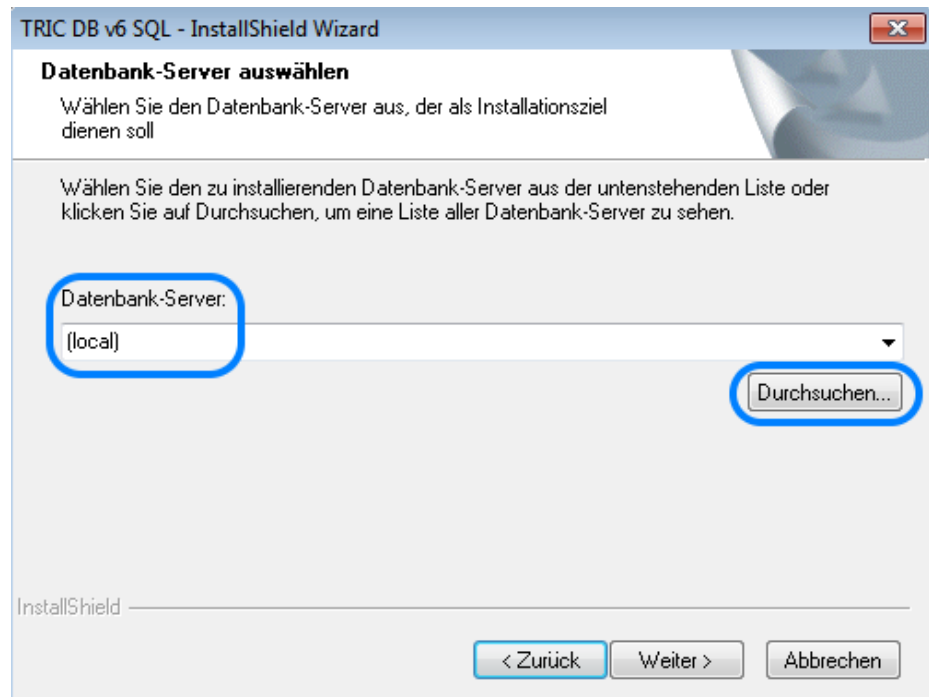 TRIC DB v6 SQL - InstallShield Wizard
Datenbank-Server auswählen
Wählen Sie den Datenbank-Server aus, der als Installationsziel
dienen soll
Wählen Sie den zu installierenden Datenbank-Server aus der untenstehenden Liste oder
klicken Sie auf Durchsuchen, um eine Liste aller Datenbank-Server zu sehen.
Datenbank-Server:
(local)
Durchsuchen...
InstallShield
< Zurück Weiter > Abbrechen